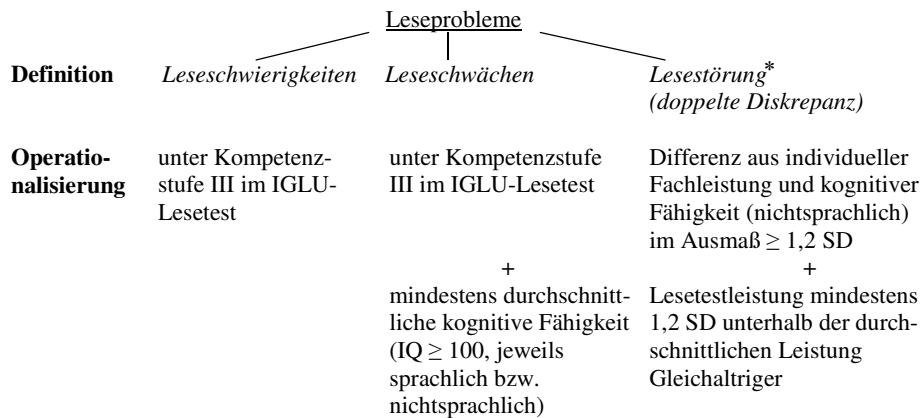 Leseprobleme
Definition Leseschwierigkeiten Leseschwächen Lesestörung*
(doppelte Diskrepanz)
Operatio-
nalisierung
unter Kompetenz-
stufe III im IGLU-
Lesetest
unter Kompetenzstufe
III im IGLU-Lesetest
+
mindestens durchschnitt-
liche kognitive Fähigkeit
(IQ ≥ 100, jeweils
sprachlich bzw.
nichtsprachlich)
Differenz aus individueller
Fachleistung und kognitiver
Fähigkeit (nichtsprachlich)
im Ausmaß ≥ 1,2 SD
+
Lesetestleistung mindestens
1,2 SD unterhalb der durch-
schnittlichen Leistung
Gleichaltriger